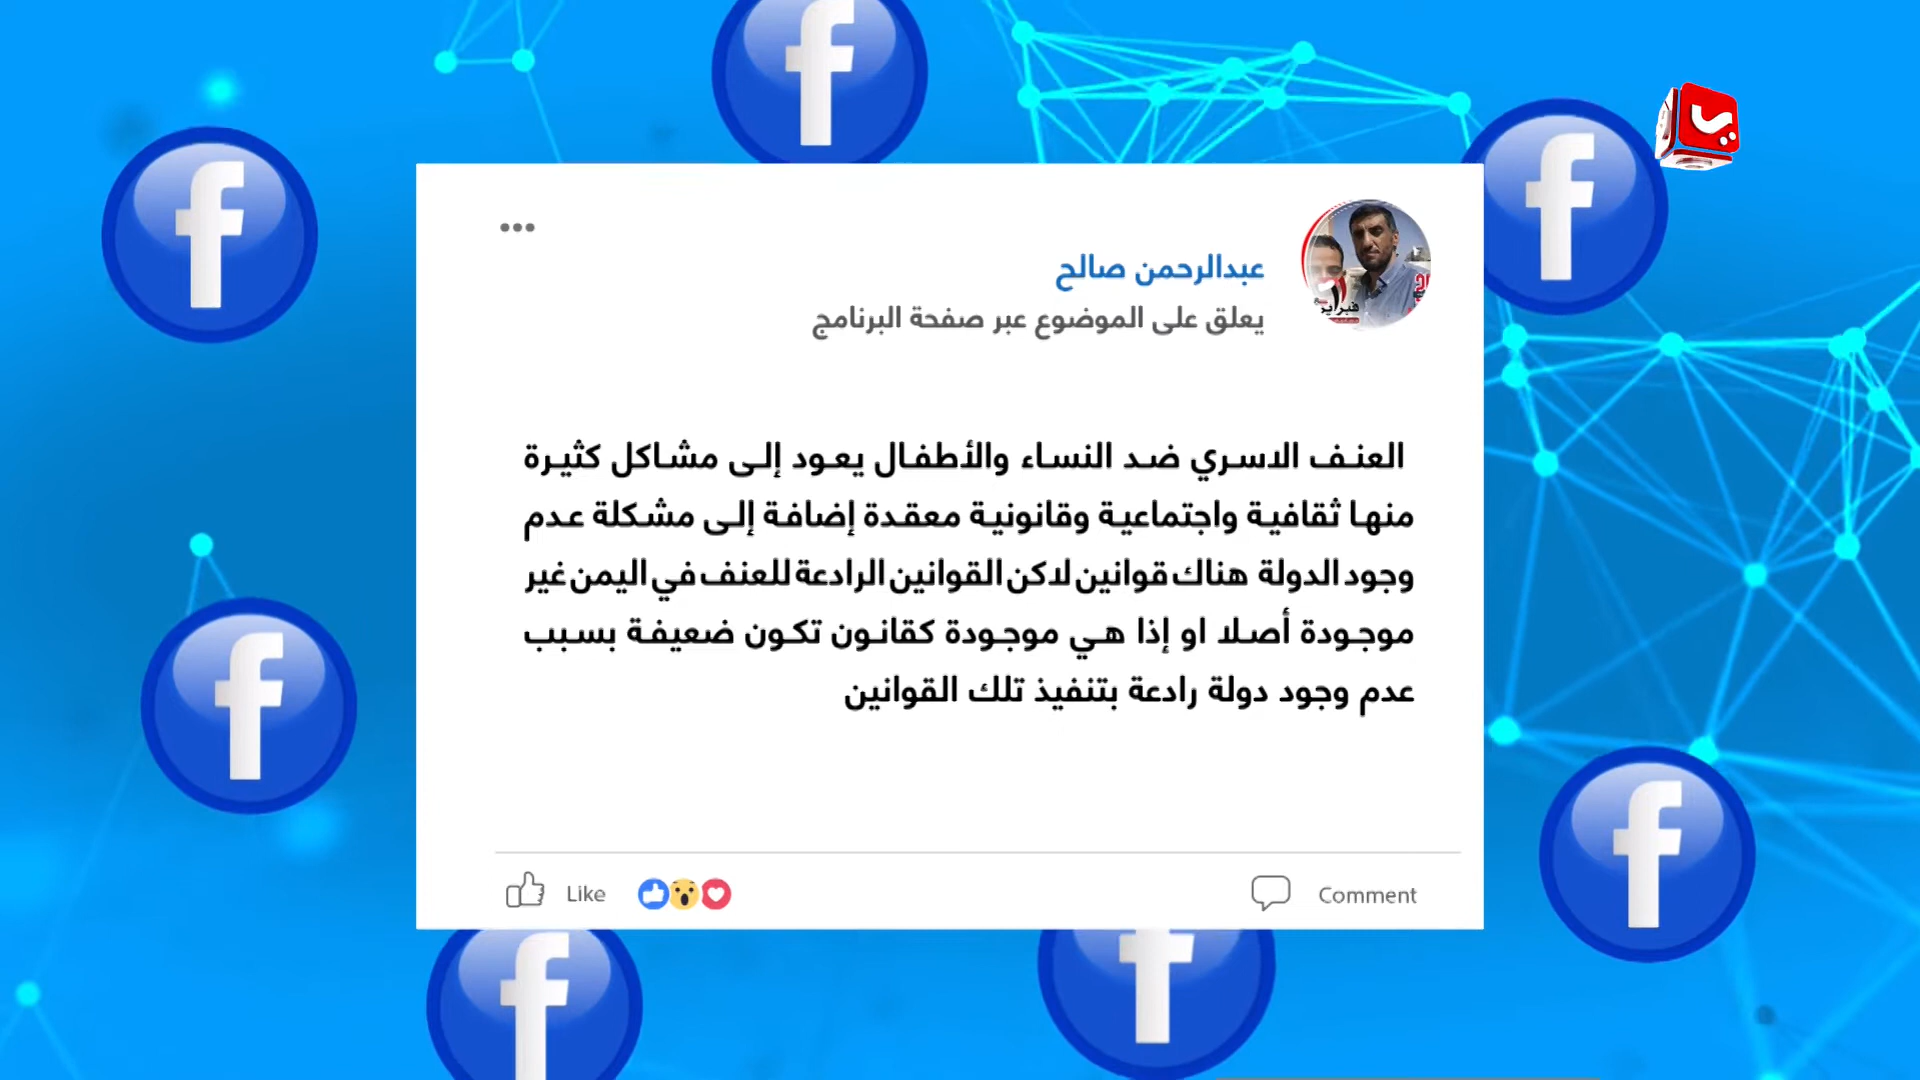 عبدالرحمن صالح
يعلق على الموضوع عبر صفحة البرنامج
العنف الاسري ضد النساء والأطفال يعود إلى مشاكل كثيرة
منها ثقافية واجتماعية وقانونية معقدة إضافة إلى مشكلة عدم
وجود الدولة هناك قوانين لاكن القوانين الرادعة للعنف في اليمن غير
موجودة أصلا او إذا هي موجودة كقانون تكون ضعيفة بسبب
عدم وجود دولة رادعة بتنفيذ تلك القوانين
Like
Comment
فبراير